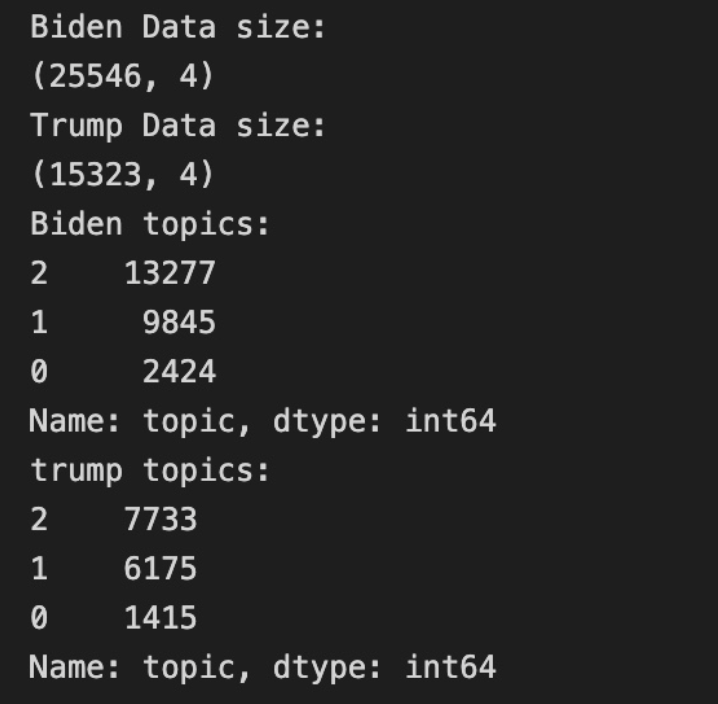 Biden Data size:
(25546, 4)
Trump Data size:
(15323, 4)
Biden topics:
2    13277
1     9845
0     2424
Name: topic, dtype: int64
trump topics:
2    7733
1    6175
0    1415
Name: topic, dtype: int64